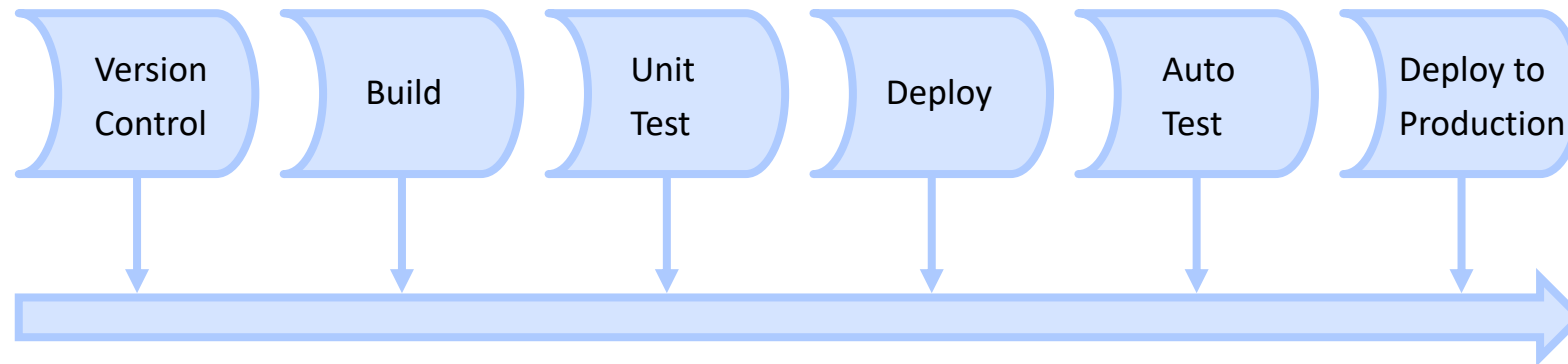 Version
Control
Build
Unit
Test
Deploy
Auto
Test
Deploy to
Production